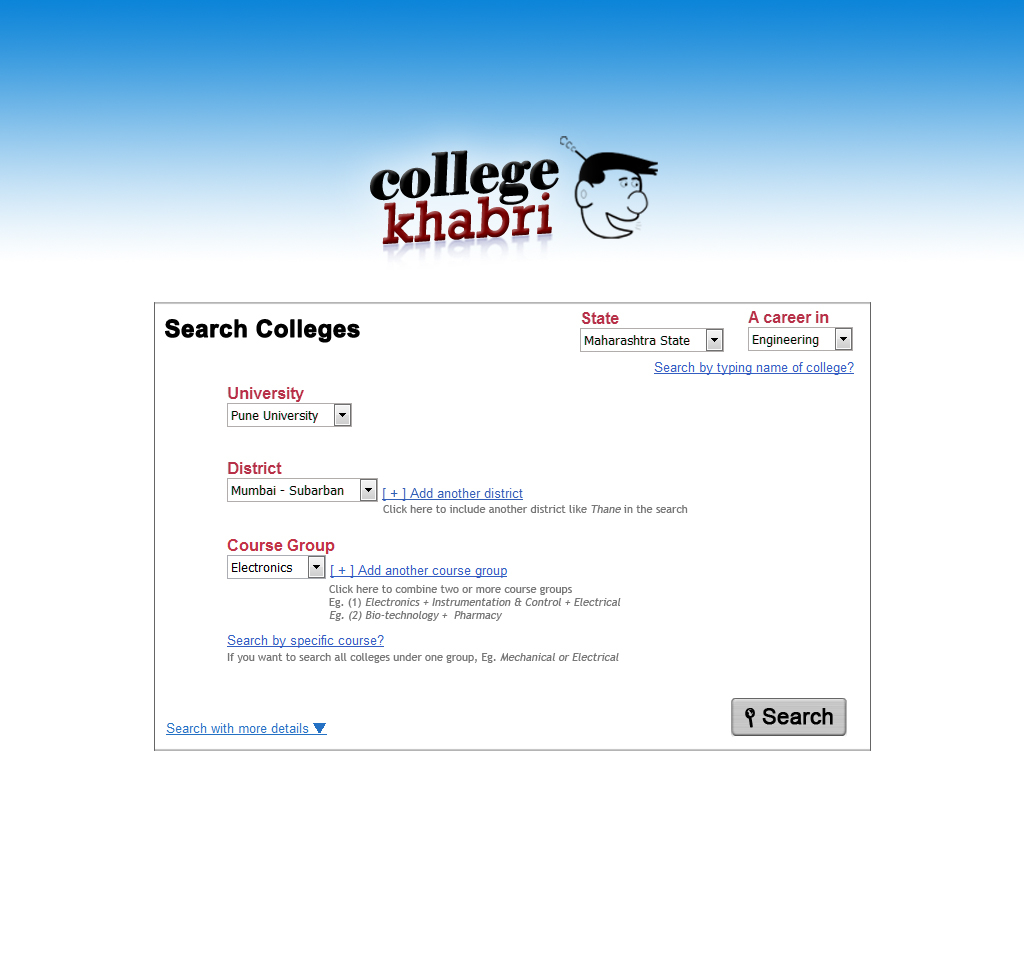 Ccc
college
khabri
Search Colleges
State
A career in
Maharashtra State
Engineering
Search by typing name of college?
University
Pune University
District
Mumbai - Subarban
[ + ] Add another district
Click here to include another district like Thane in the search
Course Group
Electronics
[ + ] Add another course group
Click here to combine two or more course groups
Eg. (1) Electronics + Instrumentation & Control + Electrical
Eg. (2) Bio-technology + Pharmacy
Search by specific course?
If you want to search all colleges under one group, Eg. Mechanical or Electrical
Search with more details
Search